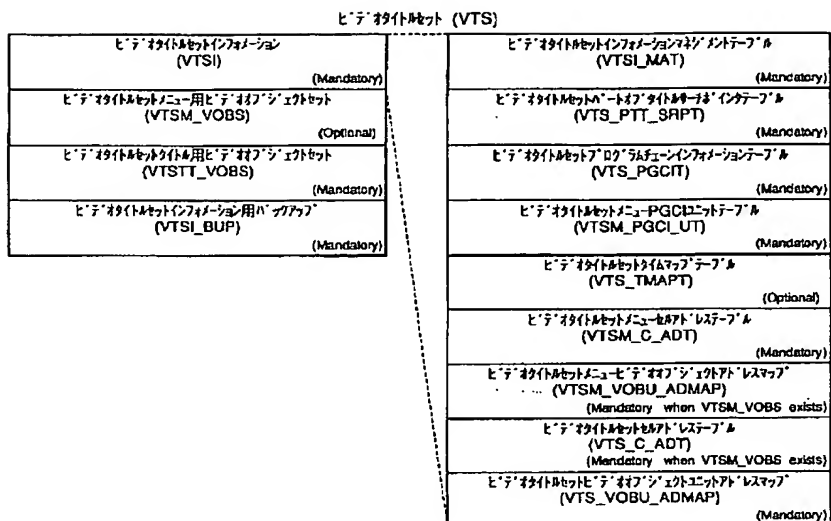 ビデオタイトルセット (VTS)
ビデオタイトルセットインフォメーション
(VTSI)
(Mandatory)
ビデオタイトルセットメニュー用ビデオオブジェクトセット
(VTSM_VOBS)
(Optional)
ビデオタイトルセットタイトル用ビデオオブジェクトセット
(VTSTT_VOBS)
(Mandatory)
ビデオタイトルセットインフォメーション用バックアップ
(VTSI_BUP)
(Mandatory)
ビデオタイトルセットインフォメーションマネジメントテーブル
(VTSI_MAT)
(Mandatory)
ビデオタイトルセットパートオブタイトルサーチポインタテーブル
(VTS_PTT_SRPT)
(Mandatory)
ビデオタイトルセットプログラムチェーンインフォメーションテーブル
(VTS_PGCIT)
(Mandatory)
ビデオタイトルセットメニューPGCIユニットテーブル
(VTSM_PGCI_UT)
(Mandatory)
ビデオタイトルセットタイムマップテーブル
(VTS_TMAPT)
(Optional)
ビデオタイトルセットメニューセルアドレステーブル
(VTSM_C_ADT)
(Mandatory)
ビデオタイトルセットメニュービデオオブジェクトアドレスマップ
(VTSM_VOBU_ADMAP)
(Mandatory when VTSM_VOBS exists)
ビデオタイトルセットセルアドレステーブル
(VTS_C_ADT)
(Mandatory when VTSM_VOBS exists)
ビデオタイトルセットビデオオブジェクトユニットアドレスマップ
(VTS_VOBU_ADMAP)
(Mandatory)